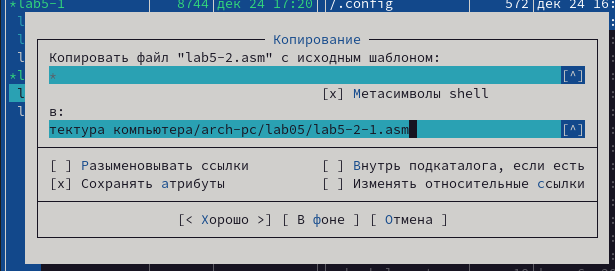 *lab5-1 8744 дек 24 17:20 /.config 572 дек 24 16:
Копирование
Копировать файл "lab5-2.asm" с исходным шаблоном:
* [^]
[x] Метасимволы shell
в:
тектура компьютера/arch-pc/lab05/lab5-2-1.asm [^]
[ ] Разыменовывать ссылки [ ] Внутрь подкаталога, если есть
[x] Сохранять атрибуты [ ] Изменять относительные ссылки
[< Хорошо >] [ В фоне ] [ Отмена ]